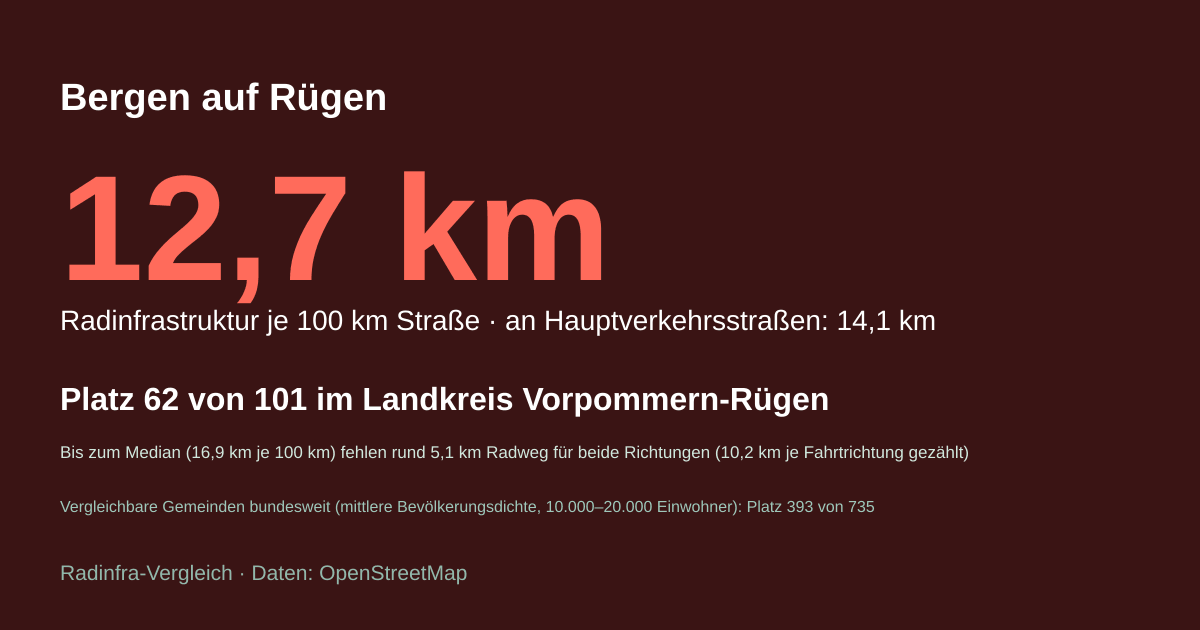 Bergen auf Rügen
12,7 km
Radinfrastruktur je 100 km Straße · an Hauptverkehrsstraßen: 14,1 km
Platz 62 von 101 im Landkreis Vorpommern-Rügen
Bis zum Median (16,9 km je 100 km) fehlen rund 5,1 km Radweg für beide Richtungen (10,2 km je Fahrtrichtung gezählt)
Vergleichbare Gemeinden bundesweit (mittlere Bevölkerungsdichte, 10.000–20.000 Einwohner): Platz 393 von 735
Radinfra-Vergleich · Daten: OpenStreetMap